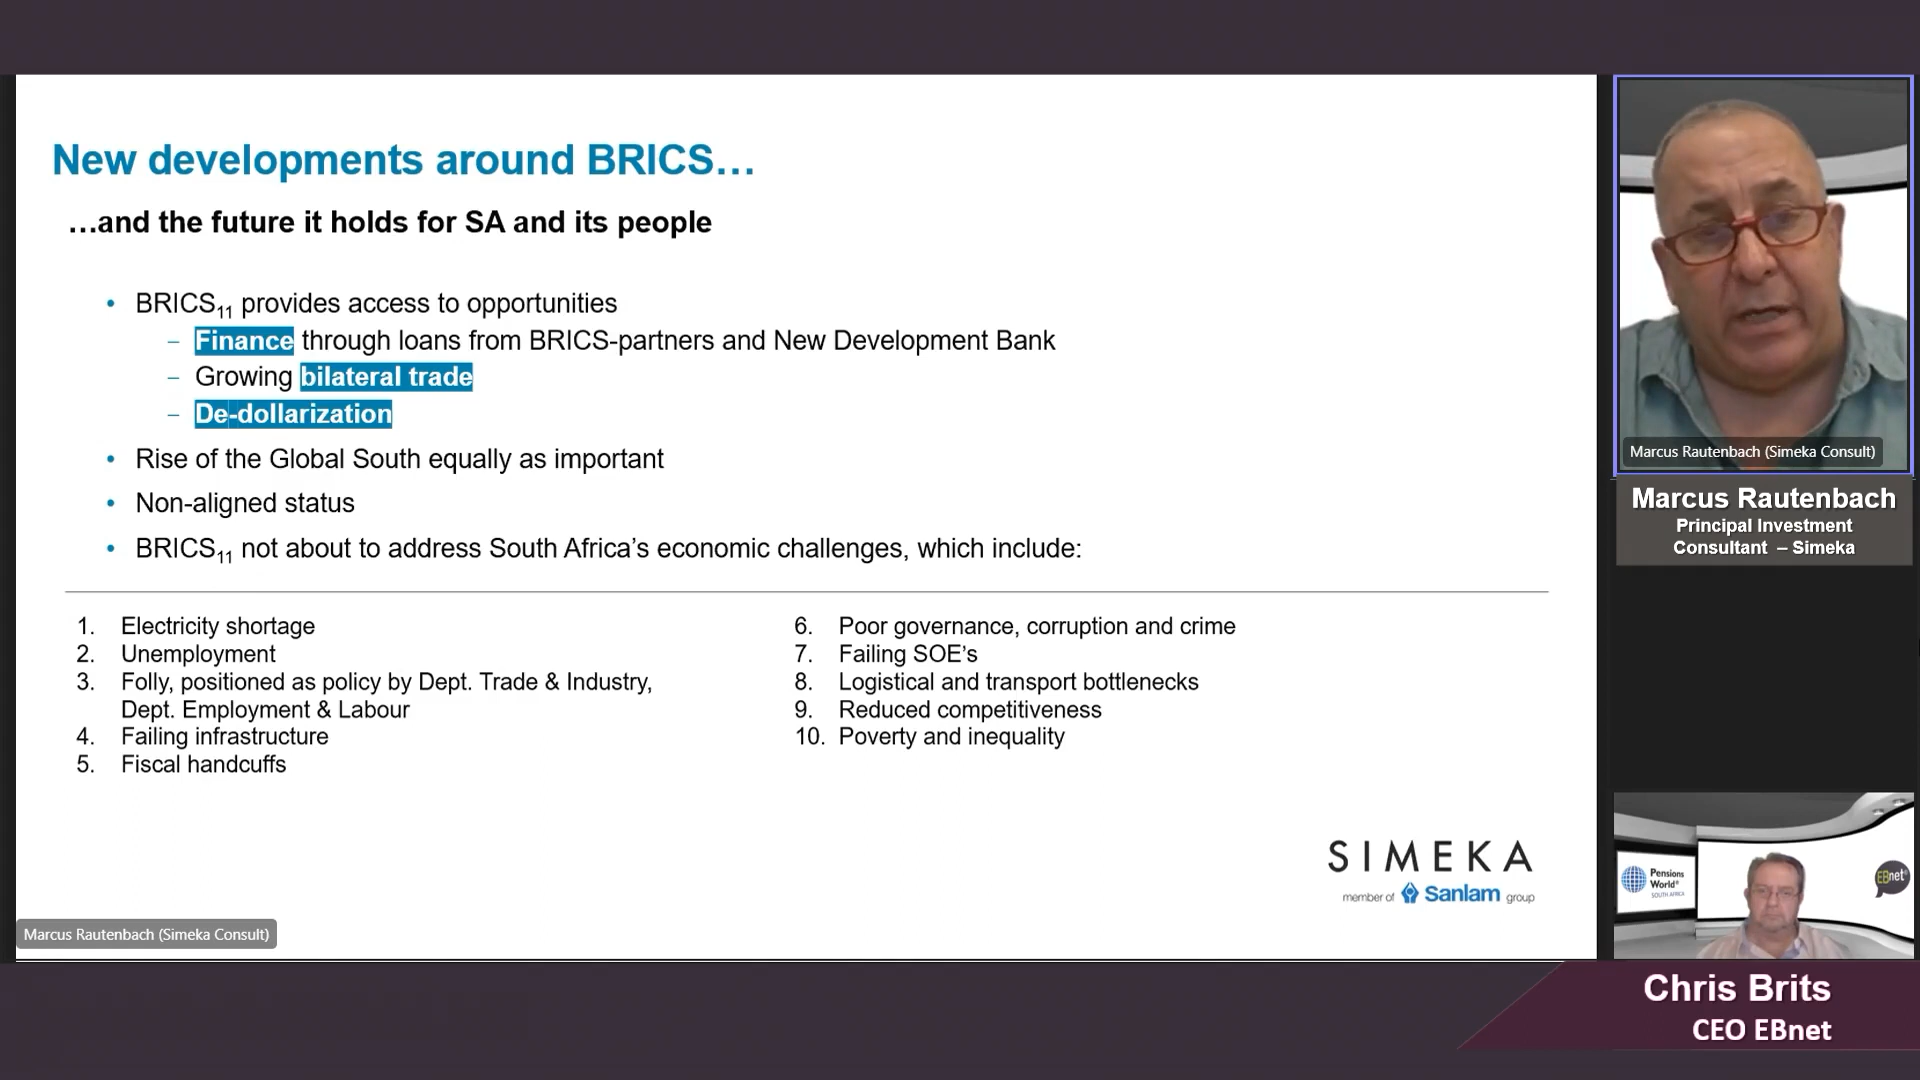 New developments around BRICS…
…and the future it holds for SA and its people
• BRICS11 provides access to opportunities
– Finance through loans from BRICS-partners and New Development Bank
– Growing bilateral trade
– De-dollarization
• Rise of the Global South equally as important
• Non-aligned status
• BRICS11 not about to address South Africa’s economic challenges, which include:
1. Electricity shortage
2. Unemployment
3. Folly, positioned as policy by Dept. Trade & Industry,
Dept. Employment & Labour
4. Failing infrastructure
5. Fiscal handcuffs
6. Poor governance, corruption and crime
7. Failing SOE’s
8. Logistical and transport bottlenecks
9. Reduced competitiveness
10. Poverty and inequality
SIMEKA
member of Sanlam group
Marcus Rautenbach (Simeka Consult)
Marcus Rautenbach (Simeka Consult)
Marcus Rautenbach
Principal Investment
Consultant – Simeka
Pensions
World®
SOUTH AFRICA
EBnet®
Chris Brits
CEO EBnet